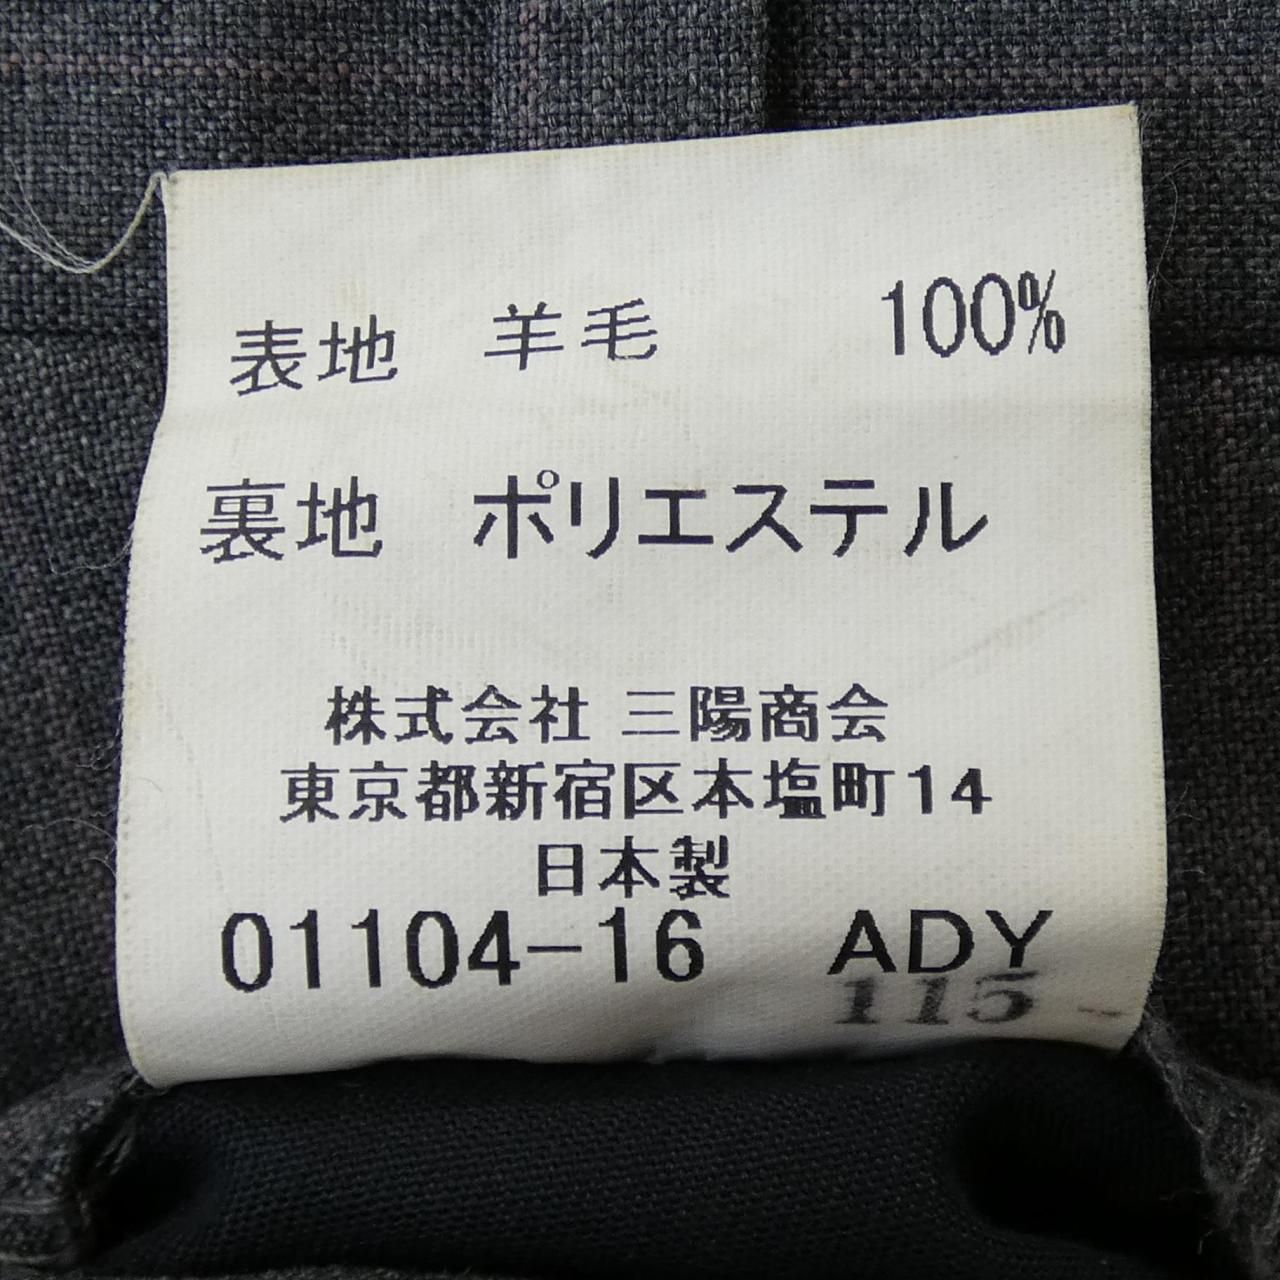 表地 羊毛 100%
裏地 ポリエステル
株式会社 三陽商会
東京都新宿区本塩町14
日本製
01104-16 ADY
115